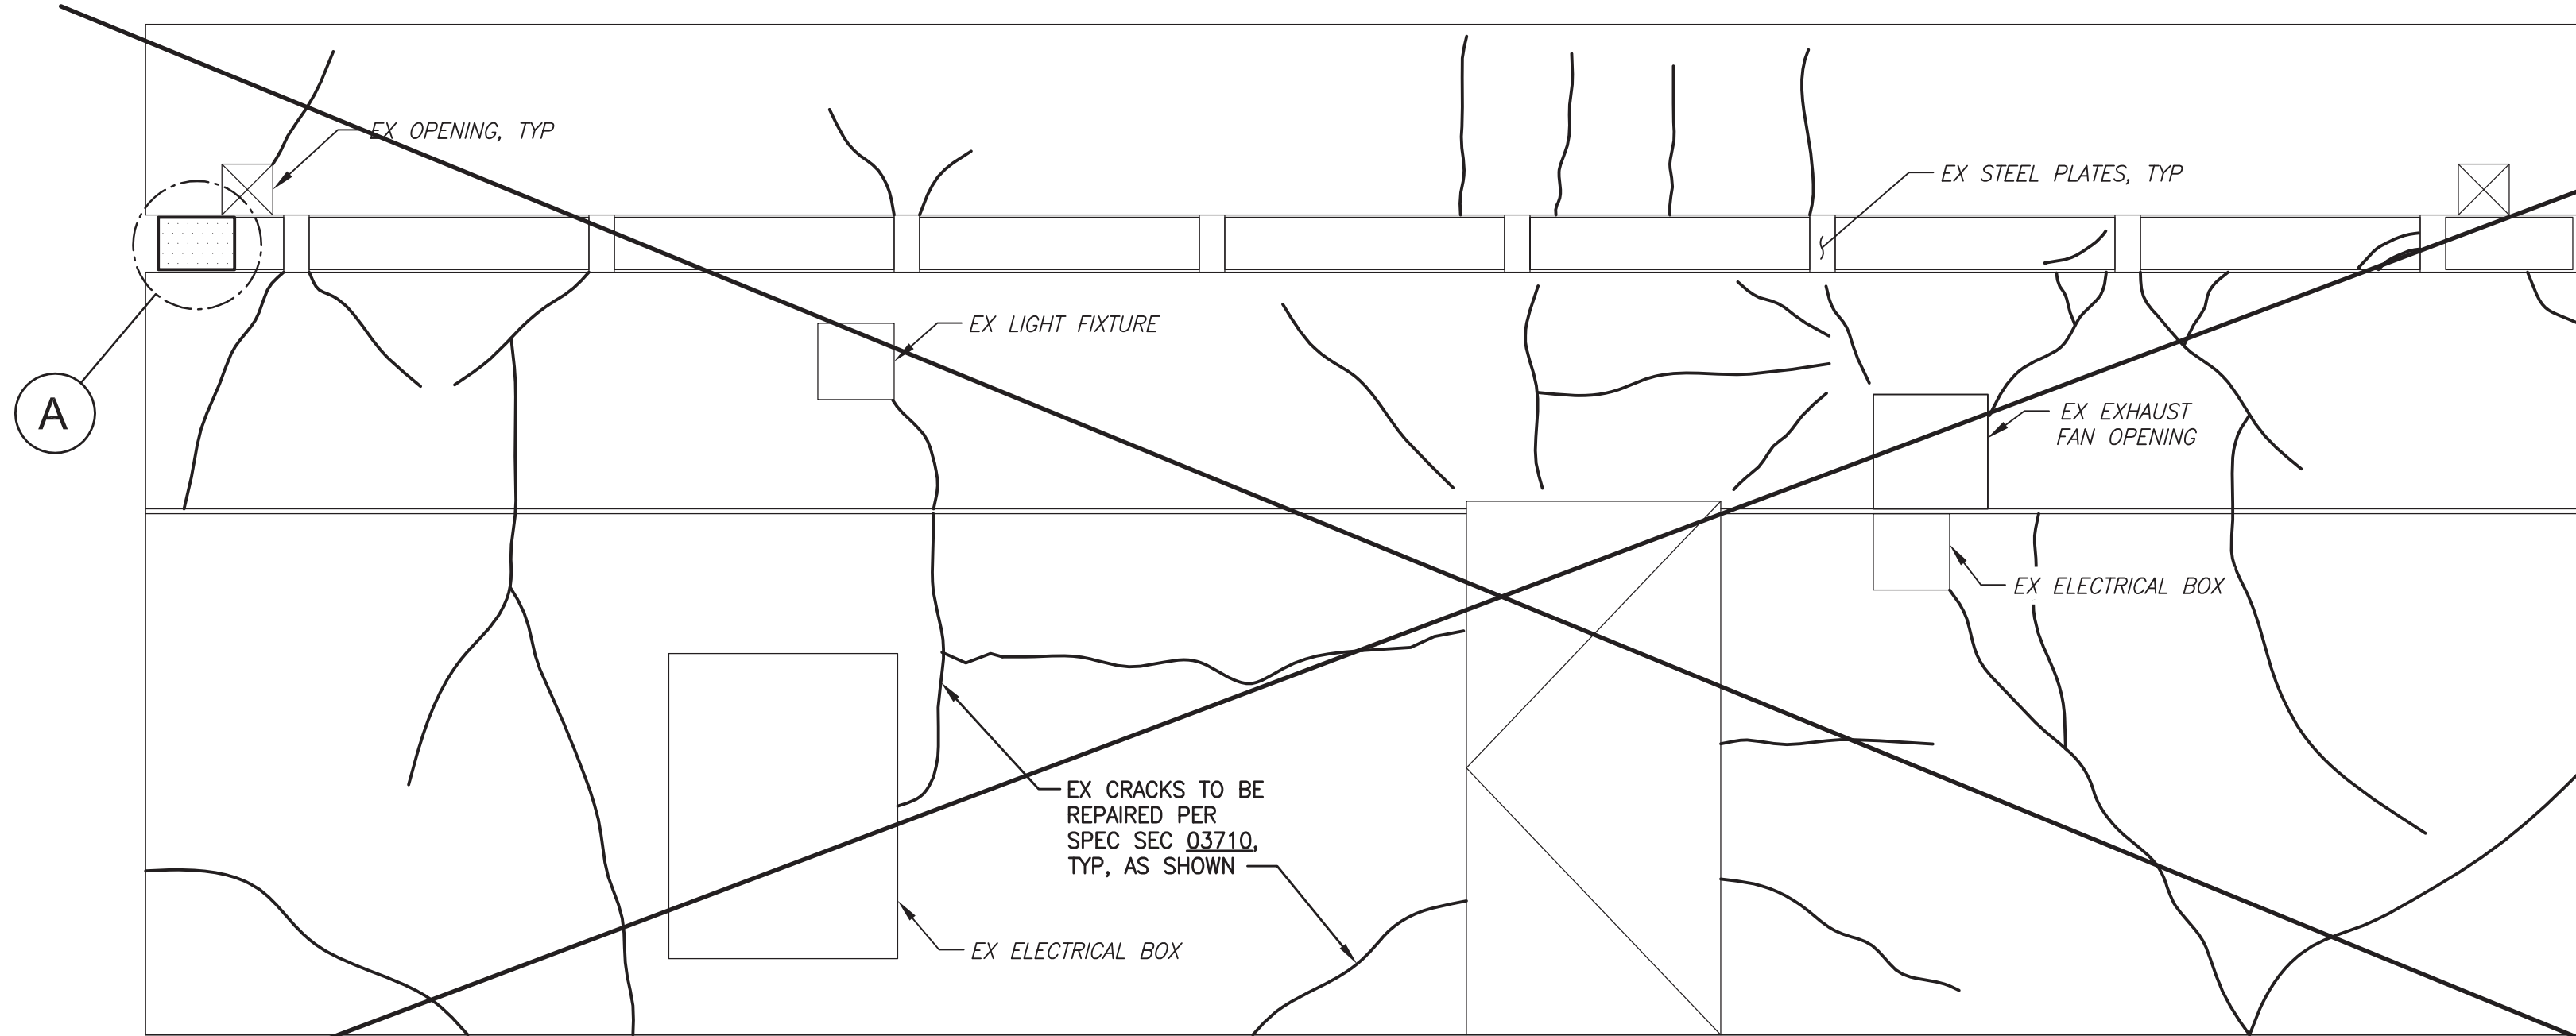 EX OPENING, TYP
EX STEEL PLATES, TYP
EX LIGHT FIXTURE
A
EX EXHAUST
FAN OPENING
EX ELECTRICAL BOX
EX CRACKS TO BE
REPAIRED PER
SPEC SEC 03710,
TYP, AS SHOWN
EX ELECTRICAL BOX